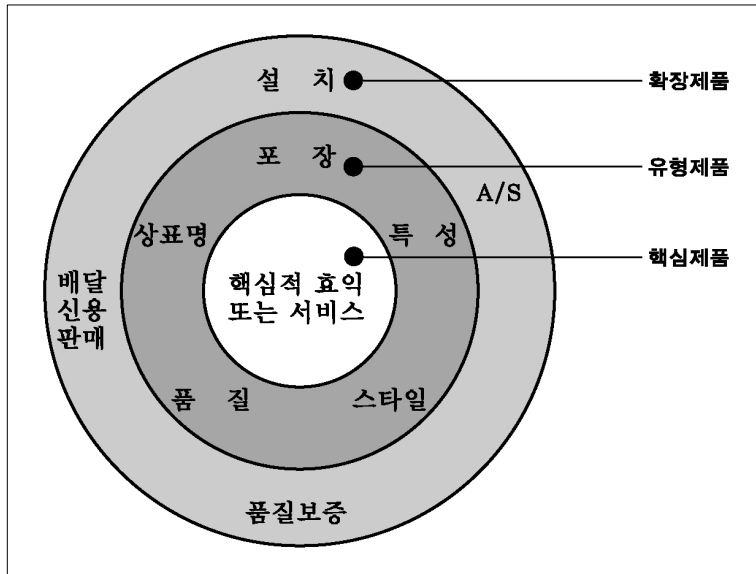 설 치
확장제품
포 장
유형제품
A/S
상표명
특 성
핵심제품
핵심적 효익
또는 서비스
배달
신용
판매
품 질
스타일
품질보증